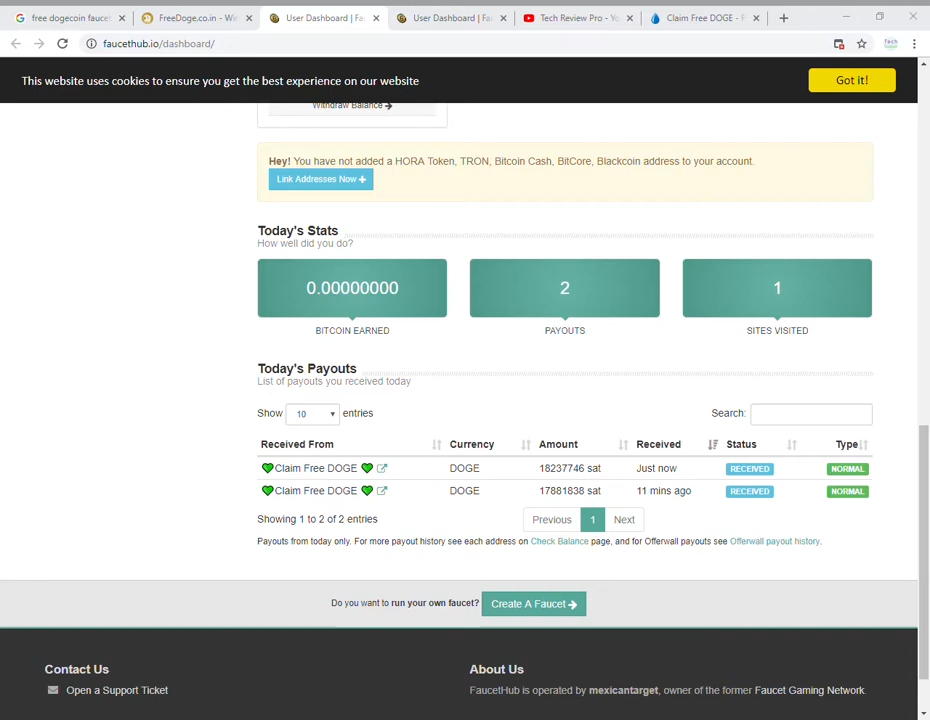 free dogecoin faucet
FreeDoge.co.in - Wi
User Dashboard | Fa
User Dashboard | Fa
Tech Review Pro - Yo
Claim Free DOGE - F
faucethub.io/dashboard/
This website uses cookies to ensure you get the best experience on our website
Got it!
Withdraw Balance
Hey! You have not added a HORA Token, TRON, Bitcoin Cash, BitCore, Blackcoin address to your account.
Link Addresses Now
Today's Stats
How well did you do?
0.00000000
2
1
BITCOIN EARNED
PAYOUTS
SITES VISITED
Today's Payouts
List of payouts you received today
Show 10 entries
Search:
Received From Currency Amount Received Status Type
Claim Free DOGE DOGE 18237746 sat Just now RECEIVED NORMAL
Claim Free DOGE DOGE 17881838 sat 11 mins ago RECEIVED NORMAL
Showing 1 to 2 of 2 entries
Previous 1 Next
Payouts from today only. For more payout history see each address on Check Balance page, and for Offerwall payouts see Offerwall payout history.
Do you want to run your own faucet? Create A Faucet
Contact Us
Open a Support Ticket
About Us
FaucetHub is operated by mexicantarget, owner of the former Faucet Gaming Network.